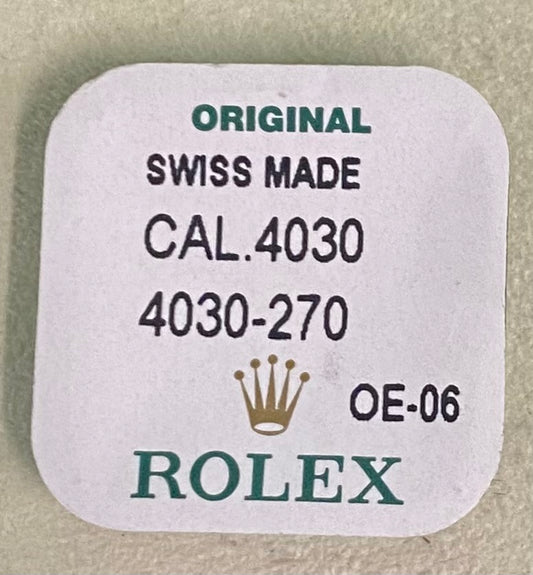 ORIGINAL
SWISS MADE
CAL.4030
4030-270
OE-06
ROLEX